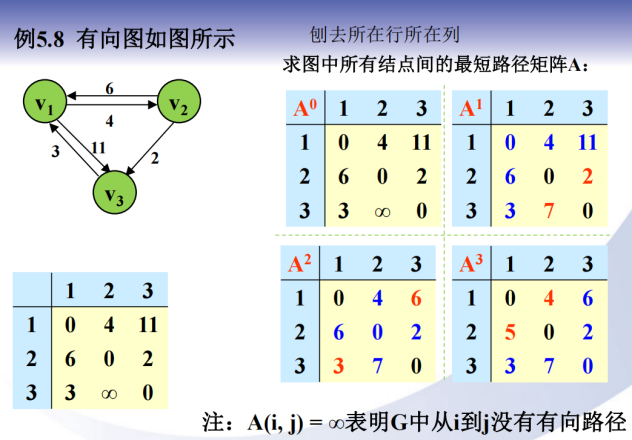 例5.8 有向图如图所示
刨去所在行所在列
求图中所有结点间的最短路径矩阵A：
6
v1 v2
4
3 11 2
v3
A⁰ 1 2 3
1 0 4 11
2 6 0 2
3 3 ∞ 0
A¹ 1 2 3
1 0 4 11
2 6 0 2
3 3 7 0
A² 1 2 3
1 0 4 6
2 6 0 2
3 3 7 0
A³ 1 2 3
1 0 4 6
2 5 0 2
3 3 7 0
1 2 3
1 0 4 11
2 6 0 2
3 3 ∞ 0
注：A(i, j) = ∞表明G中从i到j没有有向路径